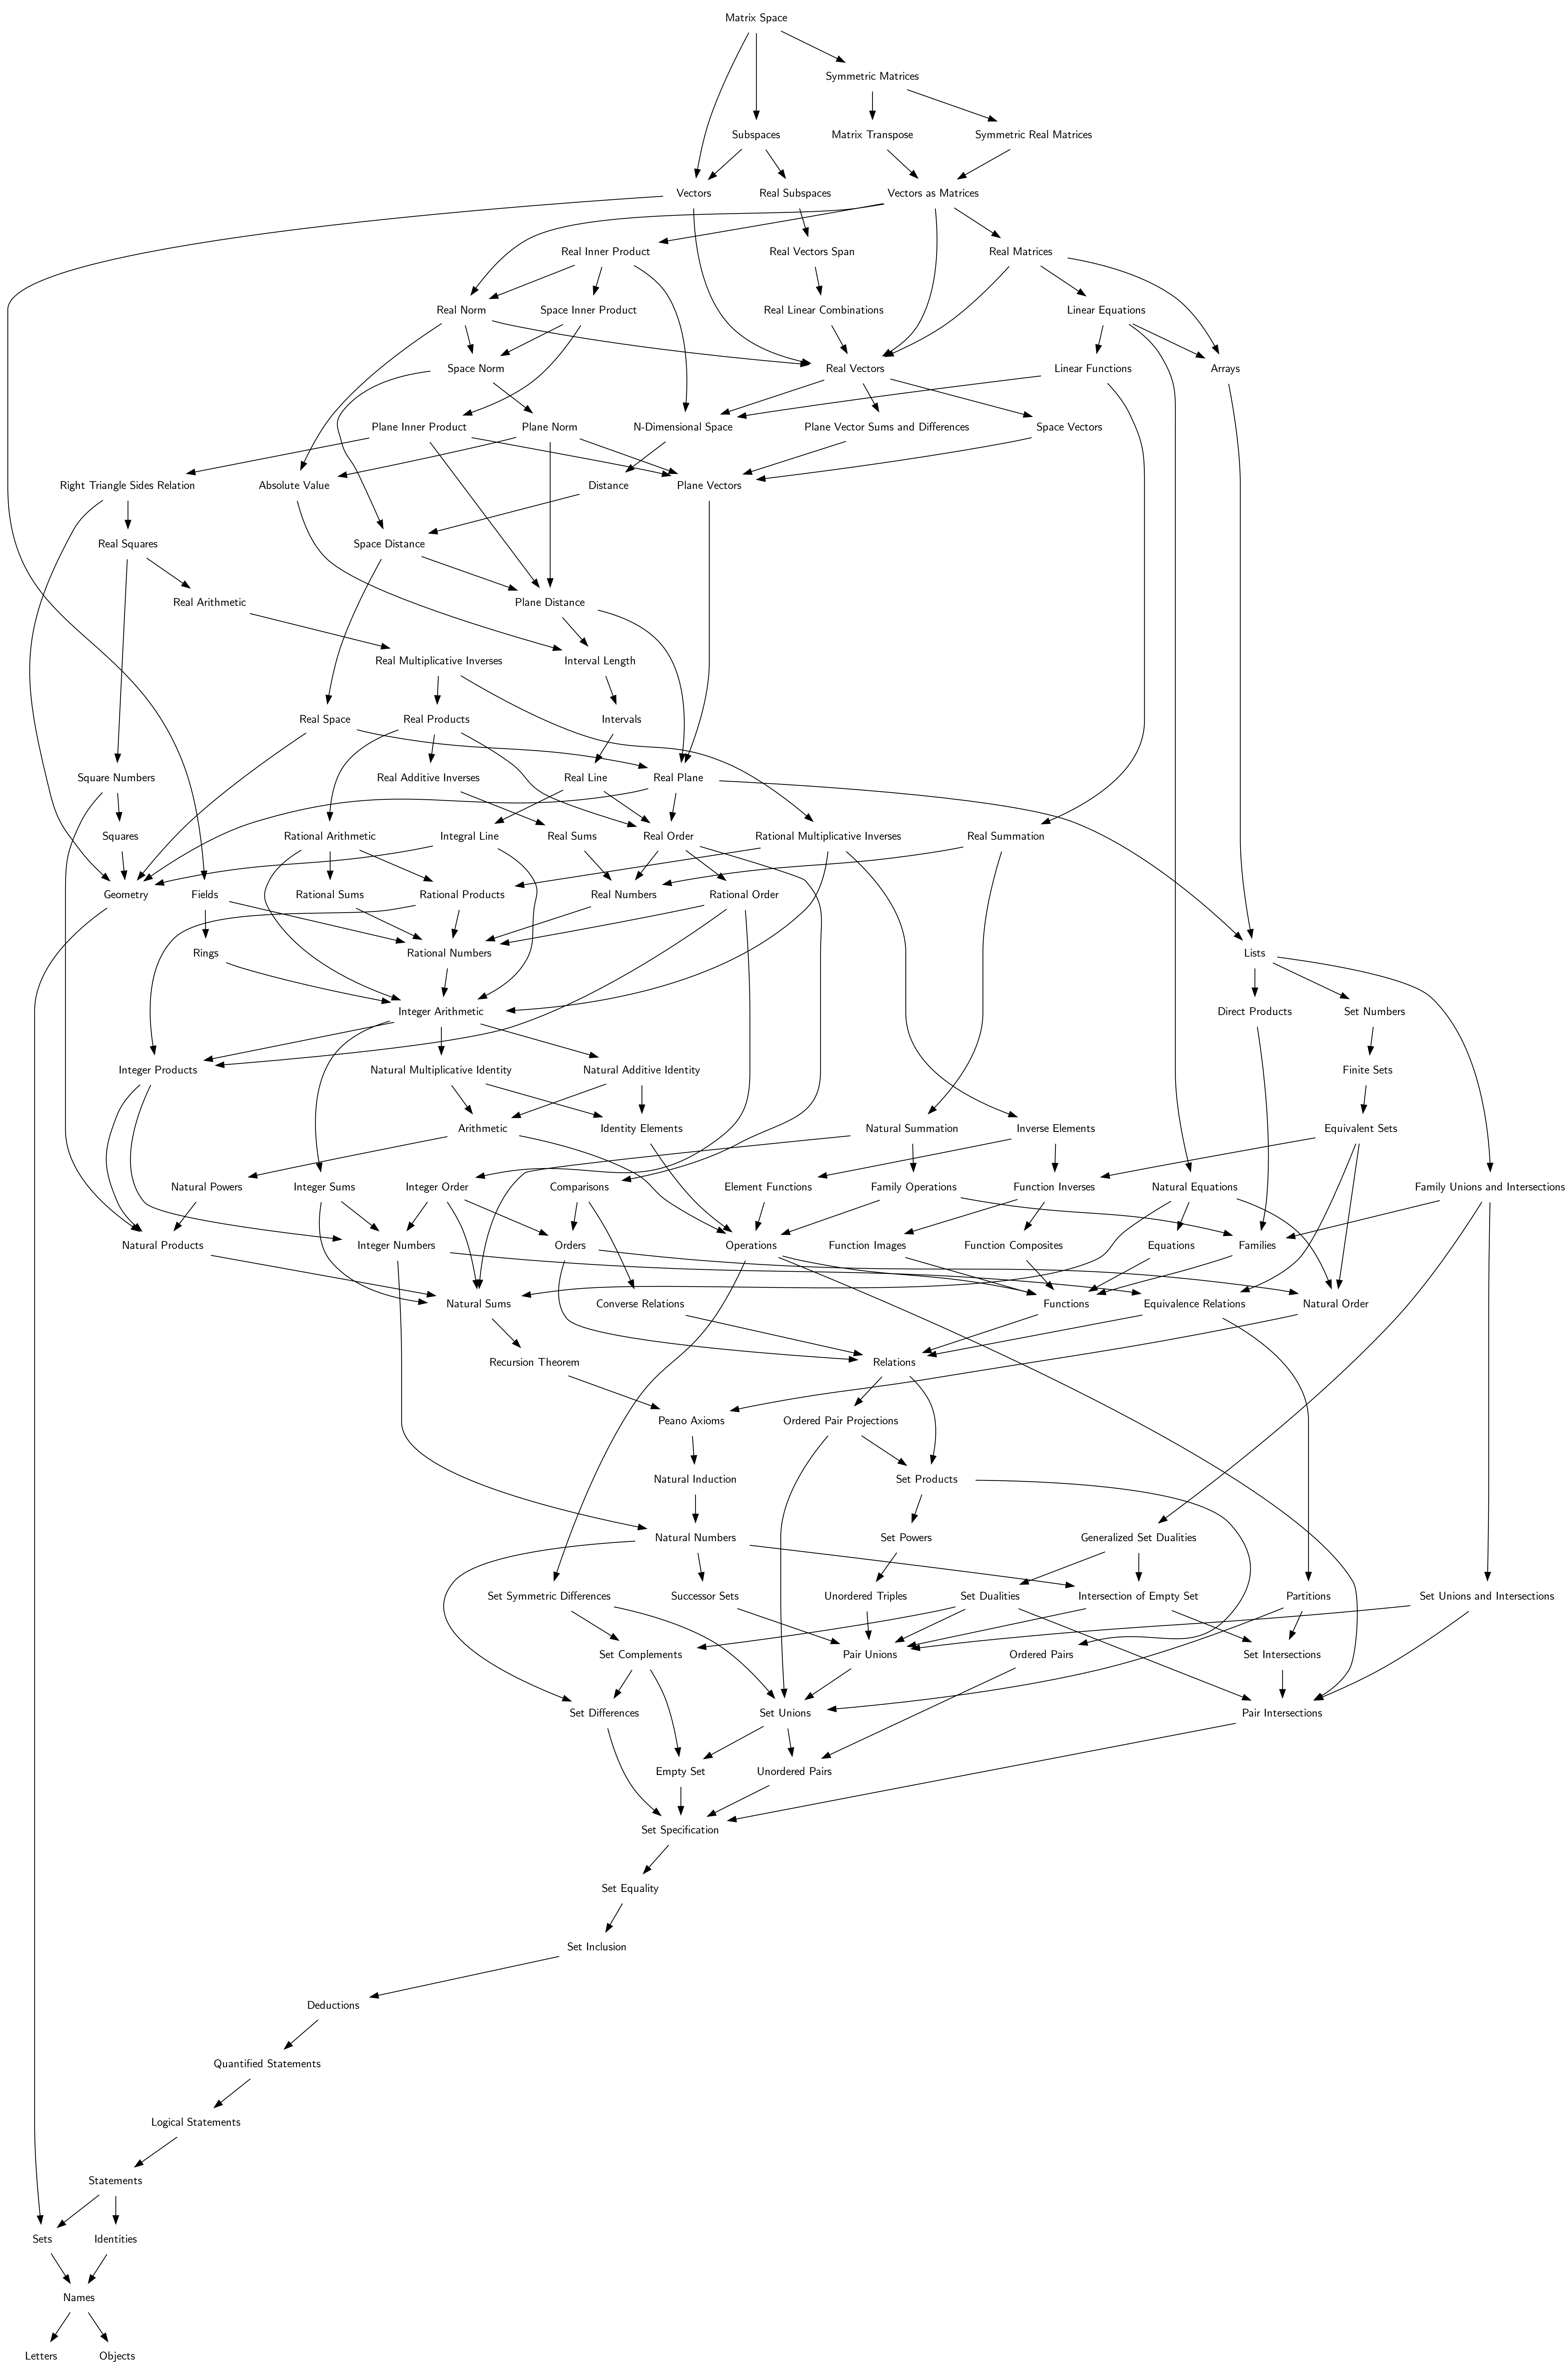 Matrix Space
Symmetric Matrices
Subspaces
Matrix Transpose
Symmetric Real Matrices
Vectors
Real Subspaces
Vectors as Matrices
Real Inner Product
Real Vectors Span
Real Matrices
Real Norm
Space Inner Product
Real Linear Combinations
Linear Equations
Space Norm
Real Vectors
Linear Functions
Arrays
Plane Inner Product
Plane Norm
N-Dimensional Space
Plane Vector Sums and Differences
Space Vectors
Right Triangle Sides Relation
Absolute Value
Distance
Plane Vectors
Real Squares
Space Distance
Real Arithmetic
Plane Distance
Real Multiplicative Inverses
Interval Length
Real Space
Real Products
Intervals
Square Numbers
Real Additive Inverses
Real Line
Real Plane
Squares
Rational Arithmetic
Integral Line
Real Sums
Real Order
Rational Multiplicative Inverses
Real Summation
Geometry
Fields
Rational Sums
Rational Products
Real Numbers
Rational Order
Rings
Rational Numbers
Lists
Integer Arithmetic
Direct Products
Set Numbers
Integer Products
Natural Multiplicative Identity
Natural Additive Identity
Finite Sets
Arithmetic
Identity Elements
Natural Summation
Inverse Elements
Equivalent Sets
Natural Powers
Integer Sums
Integer Order
Comparisons
Element Functions
Family Operations
Function Inverses
Natural Equations
Family Unions and Intersections
Natural Products
Integer Numbers
Orders
Operations
Function Images
Function Composites
Equations
Families
Natural Sums
Converse Relations
Functions
Equivalence Relations
Natural Order
Recursion Theorem
Relations
Peano Axioms
Ordered Pair Projections
Natural Induction
Set Products
Natural Numbers
Set Powers
Generalized Set Dualities
Set Symmetric Differences
Successor Sets
Unordered Triples
Set Dualities
Intersection of Empty Set
Partitions
Set Unions and Intersections
Set Complements
Pair Unions
Ordered Pairs
Set Intersections
Set Differences
Set Unions
Pair Intersections
Empty Set
Unordered Pairs
Set Specification
Set Equality
Set Inclusion
Deductions
Quantified Statements
Logical Statements
Statements
Sets
Identities
Names
Letters
Objects